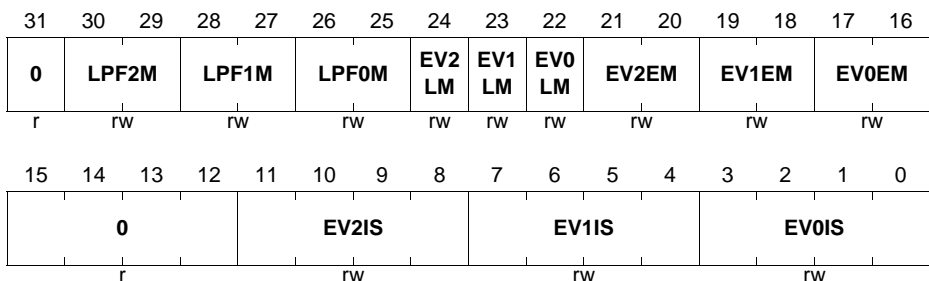 31 30 29 28 27 26 25 24 23 22 21 20 19 18 17 16
0 LPF2M LPF1M LPF0M EV2 LM EV1 LM EV0 LM EV2EM EV1EM EV0EM
r rw rw rw rw rw rw rw rw rw
15 14 13 12 11 10 9 8 7 6 5 4 3 2 1 0
0 EV2IS EV1IS EV0IS
r rw rw rw